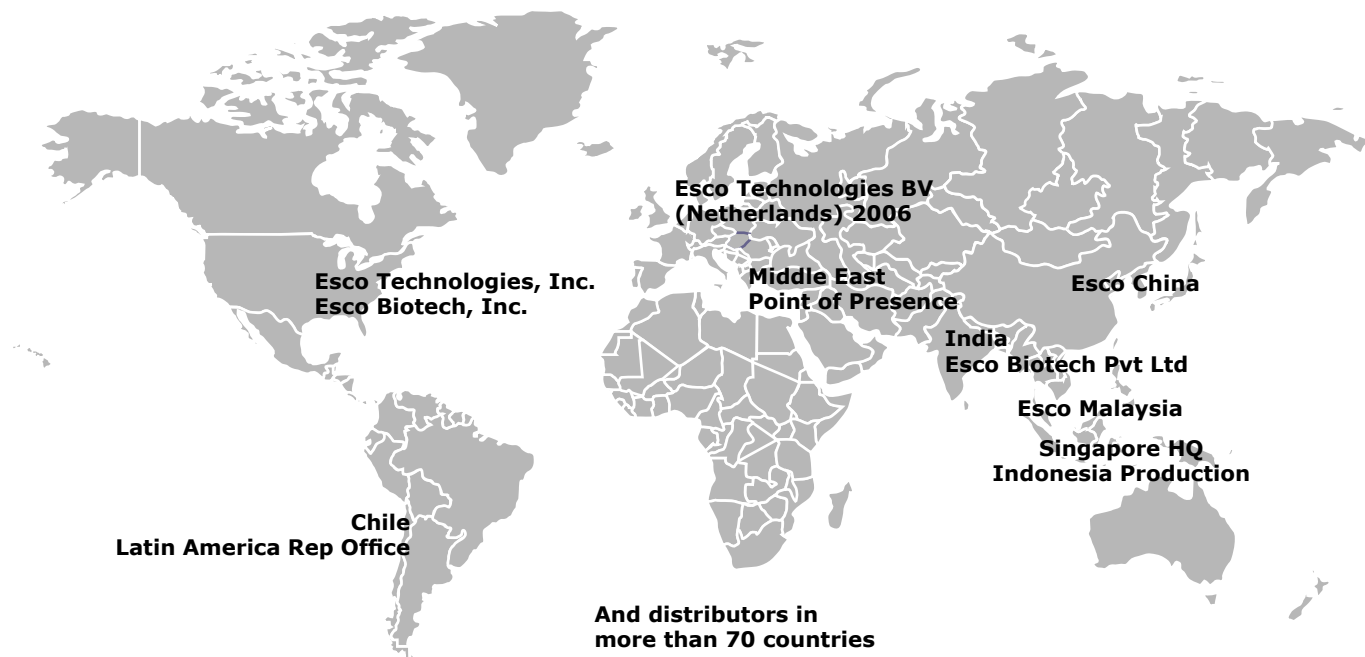 Esco Technologies BV
(Netherlands) 2006
Esco Technologies, Inc.
Esco Biotech, Inc.
Middle East
Point of Presence
Esco China
India
Esco Biotech Pvt Ltd
Esco Malaysia
Singapore HQ
Indonesia Production
Chile
Latin America Rep Office
And distributors in
more than 70 countries